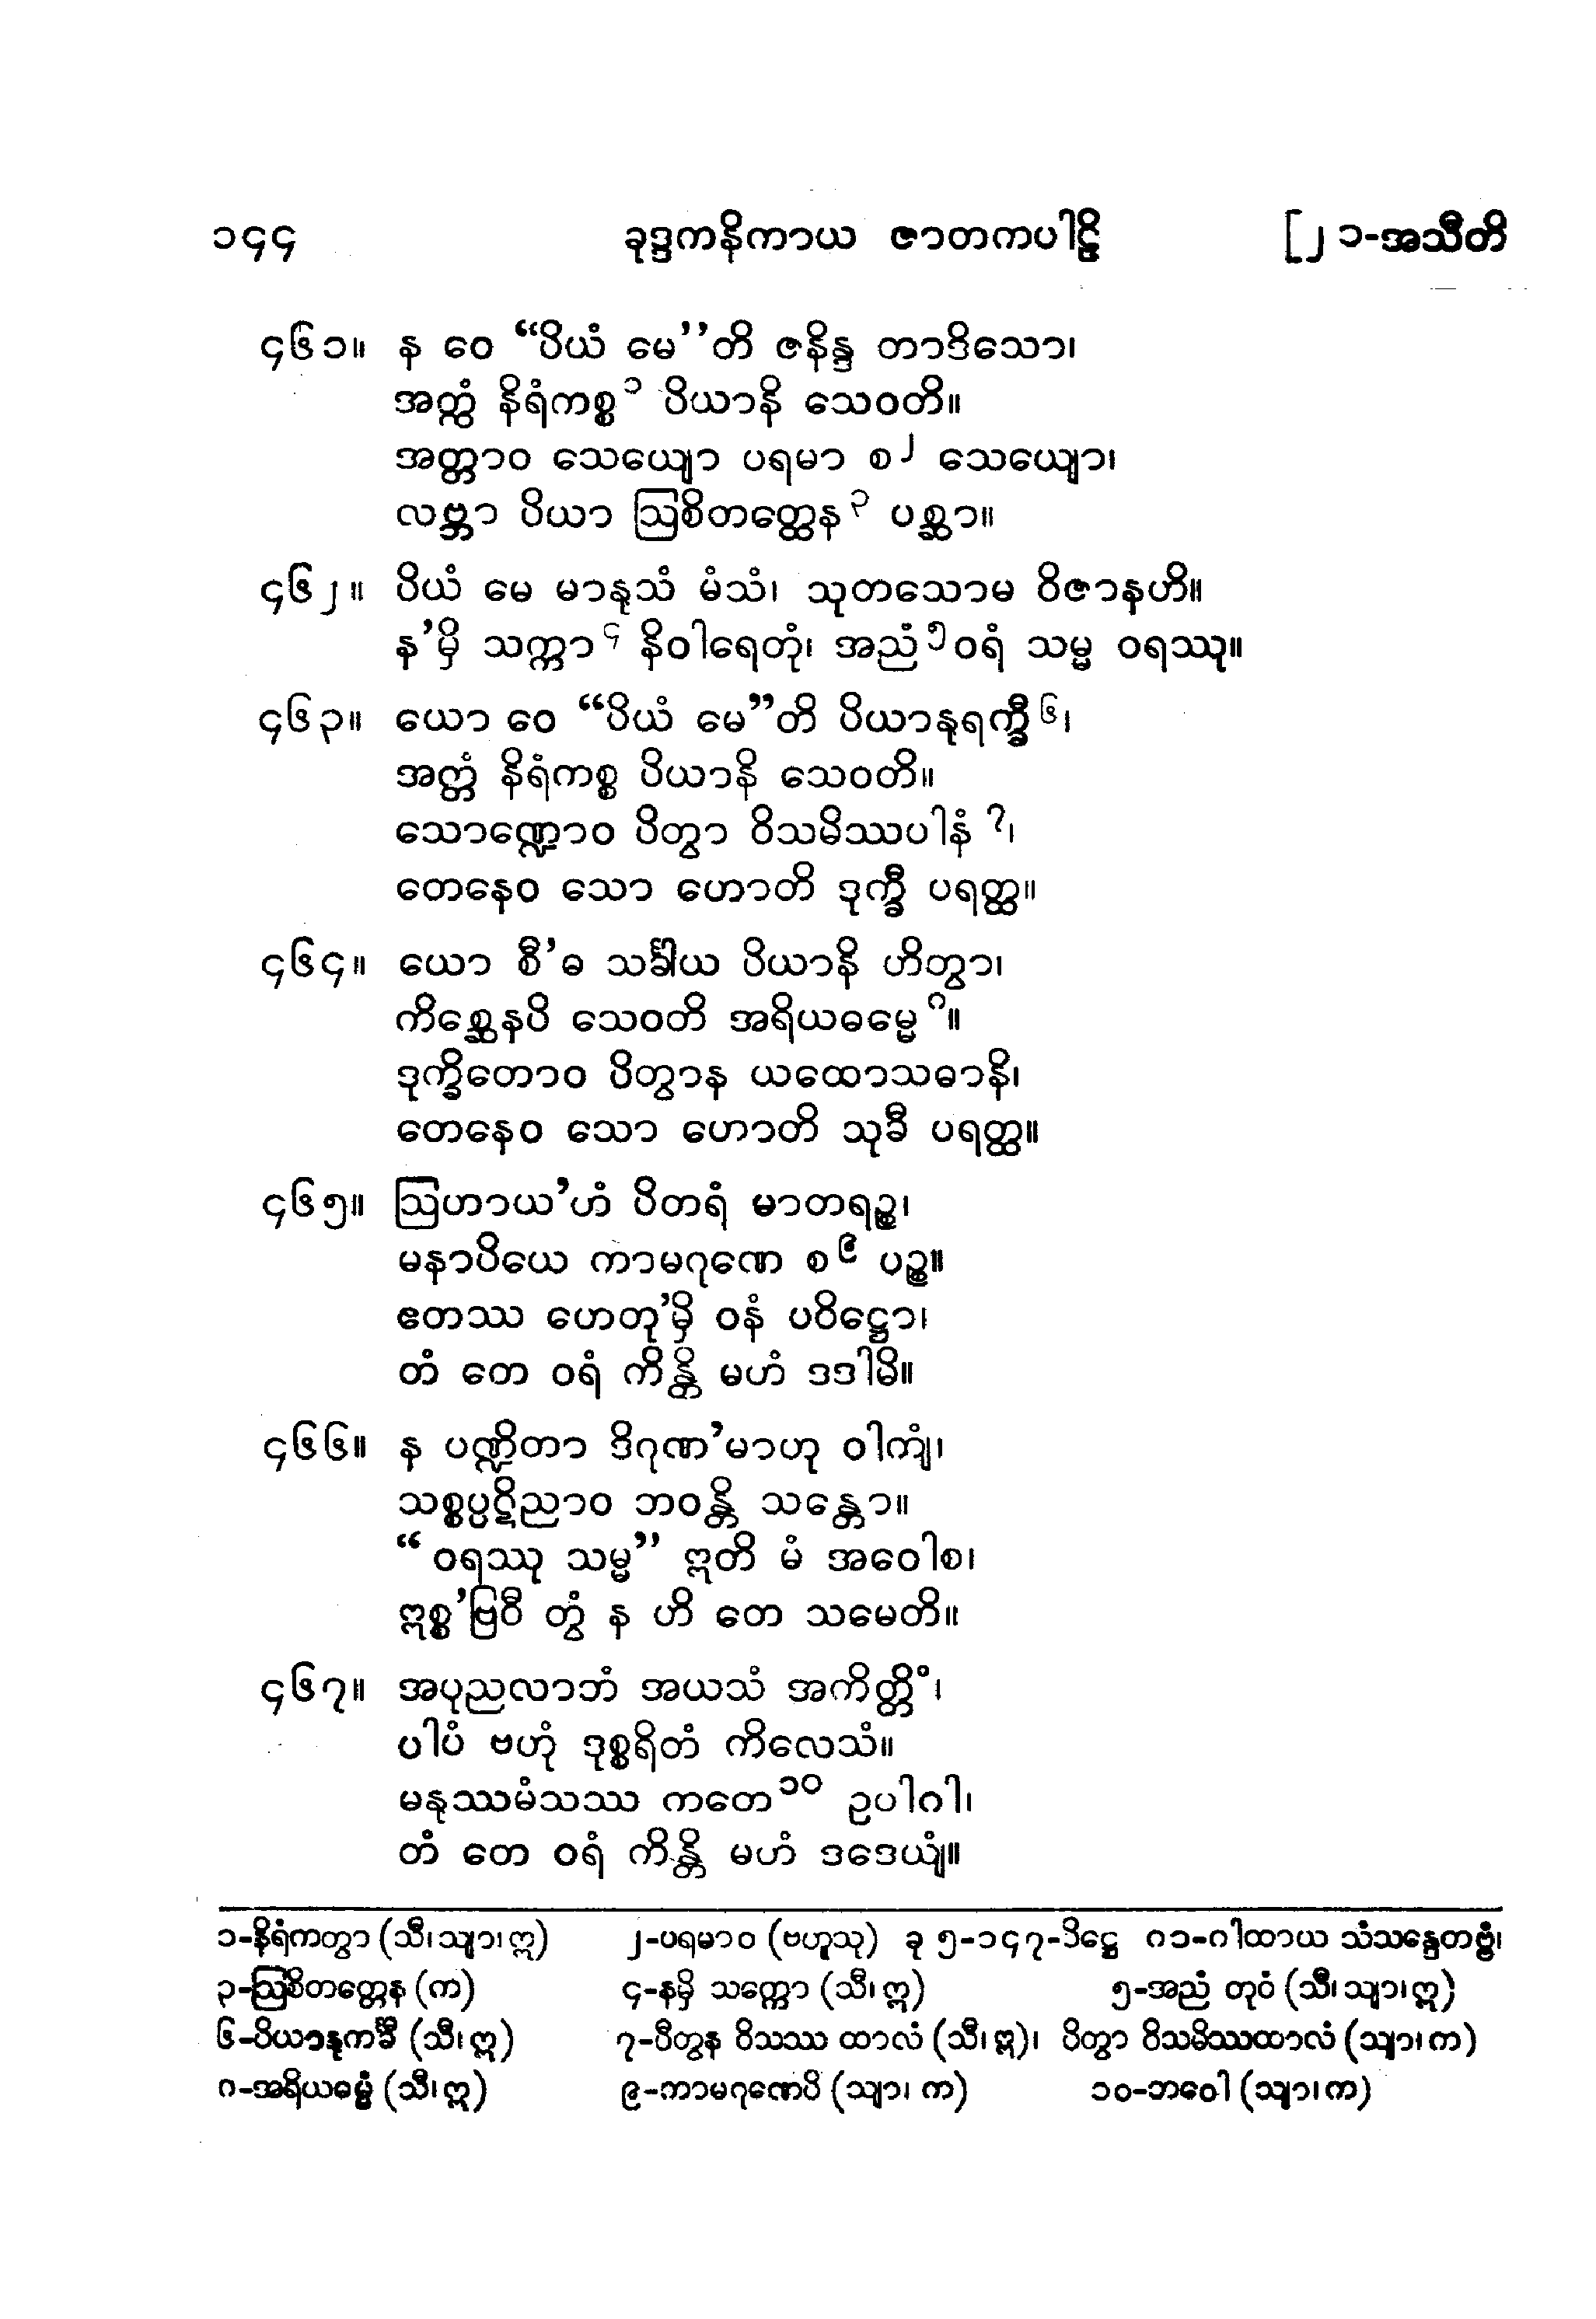 ၁၄၄ ခုဒ္ဒကနိကာယ ဇာတကပါဠိ [၂၁-အသီတိ
၄၆၁။ န ဝေ “ပိယံ မေ’’တိ ဇနိန္ဒ တာဒိသော၊
အတ္တံ နိရံကစ္စ ၁ ပိယာနိ သေဝတိ။
အတ္တာဝ သေယျော ပရမာ စ ၂ သေယျော၊
လဗ္ဘာ ပိယာ ဩစိတတ္ထေန ၃ ပစ္ဆာ။
၄၆၂။ ပိယံ မေ မာနုသံ မံသံ၊ သုတသောမ ဝိဇာနဟိ။
န’မှိ သက္ကာ ၄ နိဝါရေတုံ၊ အညံ ၅ ဝရံ သမ္မ ဝရဿု။
၄၆၃။ ယော ဝေ “ပိယံ မေ”တိ ပိယာနုရက္ခီ ၆၊
အတ္တံ နိရံကစ္စ ပိယာနိ သေဝတိ။
သောဏ္ဍောဝ ပိတွာ ဝိသမိဿပါနံ ၇၊
တေနေဝ သော ဟောတိ ဒုက္ခီ ပရတ္ထ။
၄၆၄။ ယော စီ’ဓ သင်္ခါယ ပိယာနိ ဟိတွာ၊
ကိစ္ဆေနပိ သေဝတိ အရိယဓမ္မေ ၈။
ဒုက္ခိတောဝ ပိတွာန ယထောသဓာနိ၊
တေနေဝ သော ဟောတိ သုခီ ပရတ္ထ။
၄၆၅။ ဩဟာယ’ဟံ ပိတရံ မာတရဉ္စ၊
မနာပိယေ ကာမဂုဏေ စ ၉ ပဉ္စ။
ဧတဿ ဟေတု’မှိ ဝနံ ပဝိဋ္ဌော၊
တံ တေ ဝရံ ကိန္တိ မဟံ ဒဒါမိ။
၄၆၆။ န ပဏ္ဍိတာ ဒိဂုဏ’မာဟု ဝါကျံ၊
သစ္စပ္ပဋိညာဝ ဘဝန္တိ သန္တော။
“ဝရဿု သမ္မ” ဣတိ မံ အဝေါစ၊
ဣစ္စ’ဗြဝီ တွံ န ဟိ တေ သမေတိ။
၄၆၇။ အပုညလာဘံ အယသံ အကိတ္တိံ၊
ပါပံ ဗဟုံ ဒုစ္စရိတံ ကိလေသံ။
မနုဿမံသဿ ကတေ ၁၀ ဥပါဂါ၊
တံ တေ ဝရံ ကိန္တိ မဟံ ဒဒေယျံ။
၁-နိရံကတွာ (သီ၊သျာ၊ဣ) ၂-ပရမာဝ (ဗဟူသု) ခု ၅-၁၄၇-ပိဋ္ဌေ ၈၁-ဂါထာယ သံသန္ဒေတဗ္ဗံ၊
၃-ဩစိတတ္တေန (က) ၄-နမှိ သက္ကော (သီ၊ဣ) ၅-အညံ တုဝံ (သီ၊သျာ၊ဣ)
၆-ပိယာနုကင်္ခီ (သီ၊ဣ) ၇-ပီတွန ဝိသဿ ထာလံ (သီ၊ဣ)၊ ပိတွာ ဝိသမိဿထာလံ (သျာ၊က)
၈-အရိယဓမ္မံ (သီ၊ဣ) ၉-ကာမဂုဏေပိ (သျာ၊ က) ၁၀-ဘဝေါ (သျာ၊က)